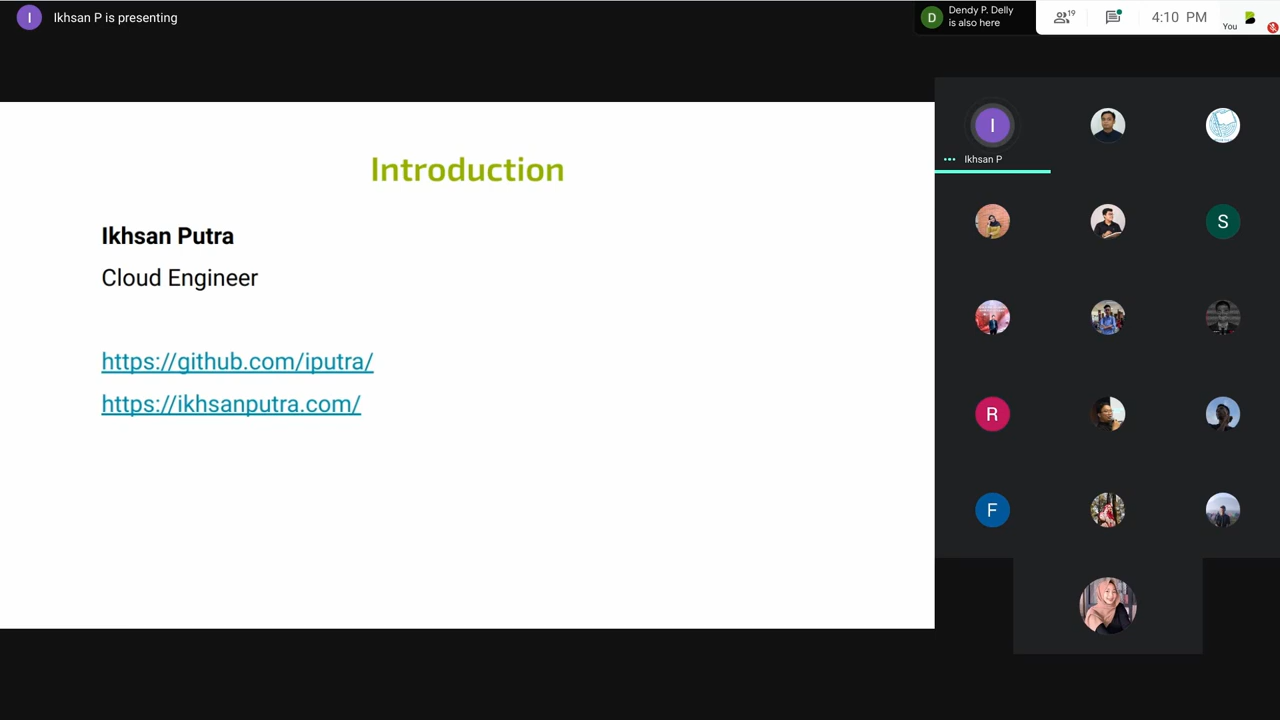 I
Ikhsan P is presenting
D
Dendy P. Delly
is also here
19
4:10 PM
You
Introduction
Ikhsan Putra
Cloud Engineer
https://github.com/iputra/
https://ikhsanputra.com/
I
Ikhsan P
S
R
F